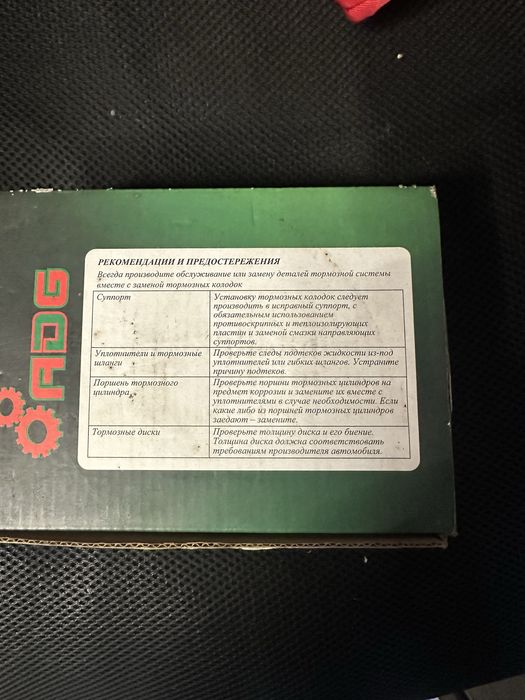 РЕКОМЕНДАЦИИ И ПРЕДОСТЕРЕЖЕНИЯ
Всегда производите обслуживание или замену деталей тормозной системы
вместе с заменой тормозных колодок
Суппорт
Установку тормозных колодок следует
производить в исправный суппорт, с
обязательным использованием
противоскрипных и теплоизолирующих
пластин и заменой смазки направляющих
суппортов.
Уплотнители и тормозные
шланги
Проверьте следы подтеков жидкости из-под
уплотнителей или гибких шлангов. Устраните
причину подтеков.
Поршень тормозного
цилиндра
Проверьте поршни тормозных цилиндров на
предмет коррозии и замените их вместе с
уплотнителями в случае необходимости. Если
какие либо из поршней тормозных цилиндров
заедают – замените.
Тормозные диски
Проверьте толщину диска и его биение.
Толщина диска должна соответствовать
требованиям производителя автомобиля.
ADG